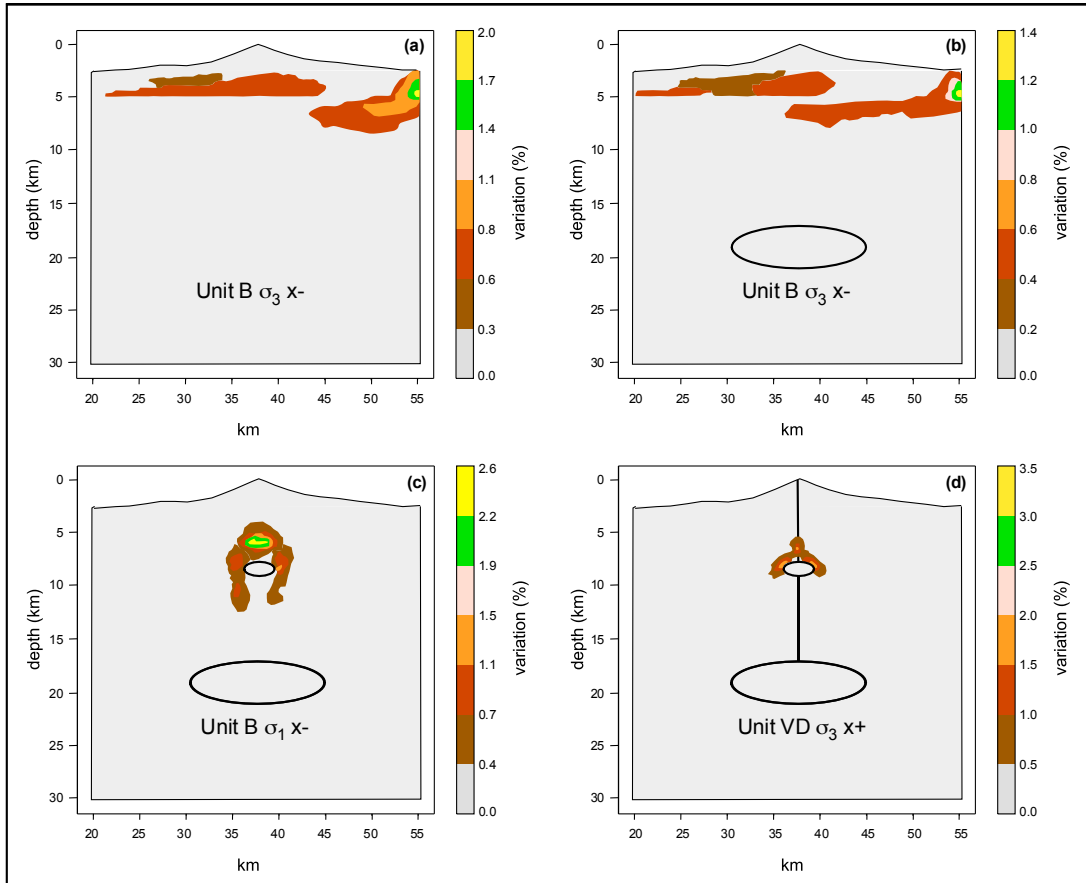 (a)
0
5
10
15
20
25
30
depth (km)
Unit B σ3 x-
20 25 30 35 40 45 50 55
km
2.0
1.7
1.4
1.1
0.8
0.6
0.3
0.0
variation (%)
(b)
0
5
10
15
20
25
30
depth (km)
Unit B σ3 x-
20 25 30 35 40 45 50 55
km
1.4
1.2
1.0
0.8
0.6
0.4
0.2
0.0
variation (%)
(c)
0
5
10
15
20
25
30
depth (km)
Unit B σ1 x-
20 25 30 35 40 45 50 55
km
2.6
2.2
1.9
1.5
1.1
0.7
0.4
0.0
variation (%)
(d)
0
5
10
15
20
25
30
depth (km)
Unit VD σ3 x+
20 25 30 35 40 45 50 55
km
3.5
3.0
2.5
2.0
1.5
1.0
0.5
0.0
variation (%)